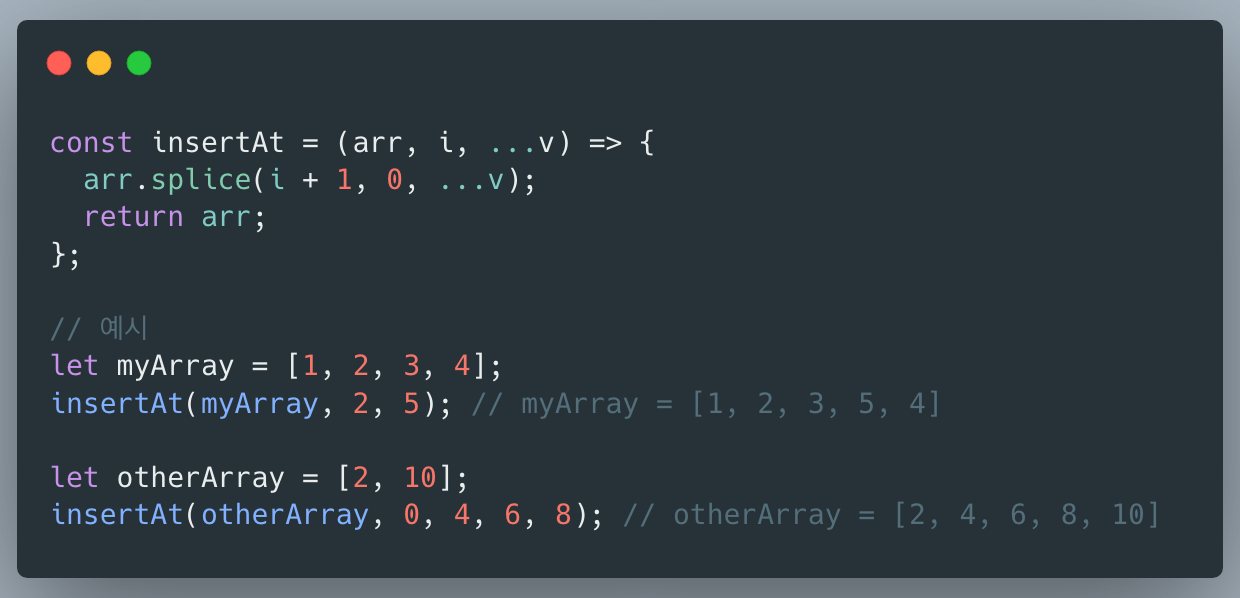 const insertAt = (arr, i, ...v) => {
  arr.splice(i + 1, 0, ...v);
  return arr;
};

// 예시
let myArray = [1, 2, 3, 4];
insertAt(myArray, 2, 5); // myArray = [1, 2, 3, 5, 4]

let otherArray = [2, 10];
insertAt(otherArray, 0, 4, 6, 8); // otherArray = [2, 4, 6, 8, 10]